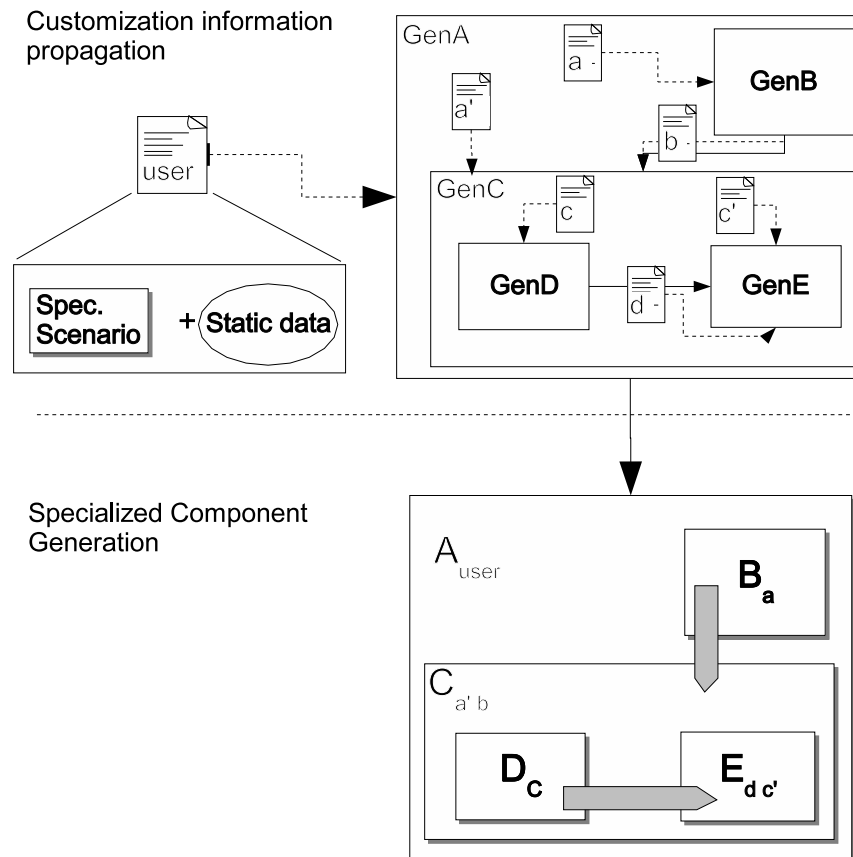 Customization information
propagation
GenA
a
GenB
a'
b
user
GenC
c
c'
GenD
d
GenE
Spec.
Scenario
+
Static data
Specialized Component
Generation
A user
B a
C a' b
D C
E d c'